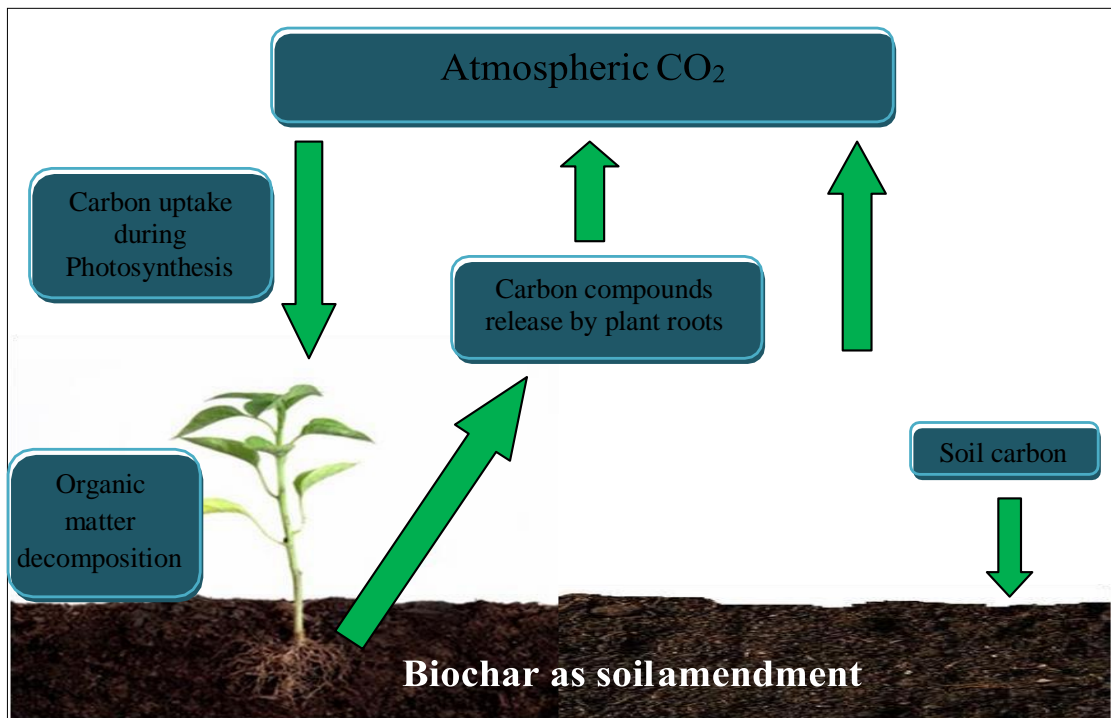 Atmospheric CO₂
Carbon uptake
during
Photosynthesis
Carbon compounds
release by plant roots
Soil carbon
Organic
matter
decomposition
Biochar as soilamendment